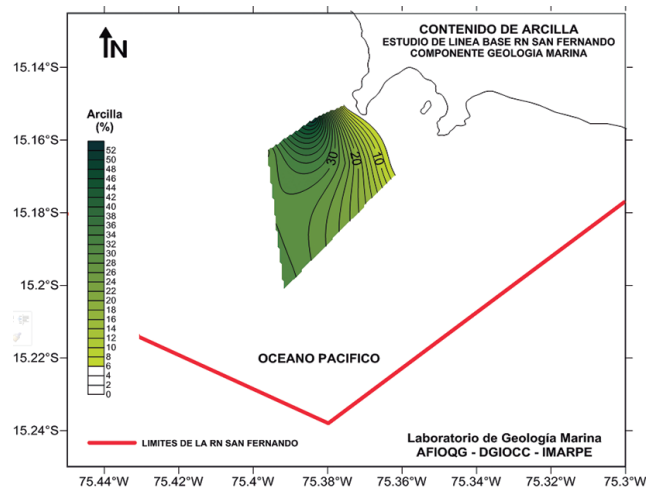 CONTENIDO DE ARCILLA
ESTUDIO DE LINEA BASE RN SAN FERNANDO
COMPONENTE GEOLOGIA MARINA
N
15.14°S
15.16°S
15.18°S
15.2°S
15.22°S
15.24°S
Arcilla
(%)
52
50
48
46
44
42
40
38
36
34
32
30
28
26
24
22
20
18
16
14
12
10
8
6
4
2
0
30
20
10
OCEANO PACIFICO
LIMITES DE LA RN SAN FERNANDO
Laboratorio de Geología Marina
AFIOQG - DGIOCC - IMARPE
75.44°W
75.42°W
75.4°W
75.38°W
75.36°W
75.34°W
75.32°W
75.3°W